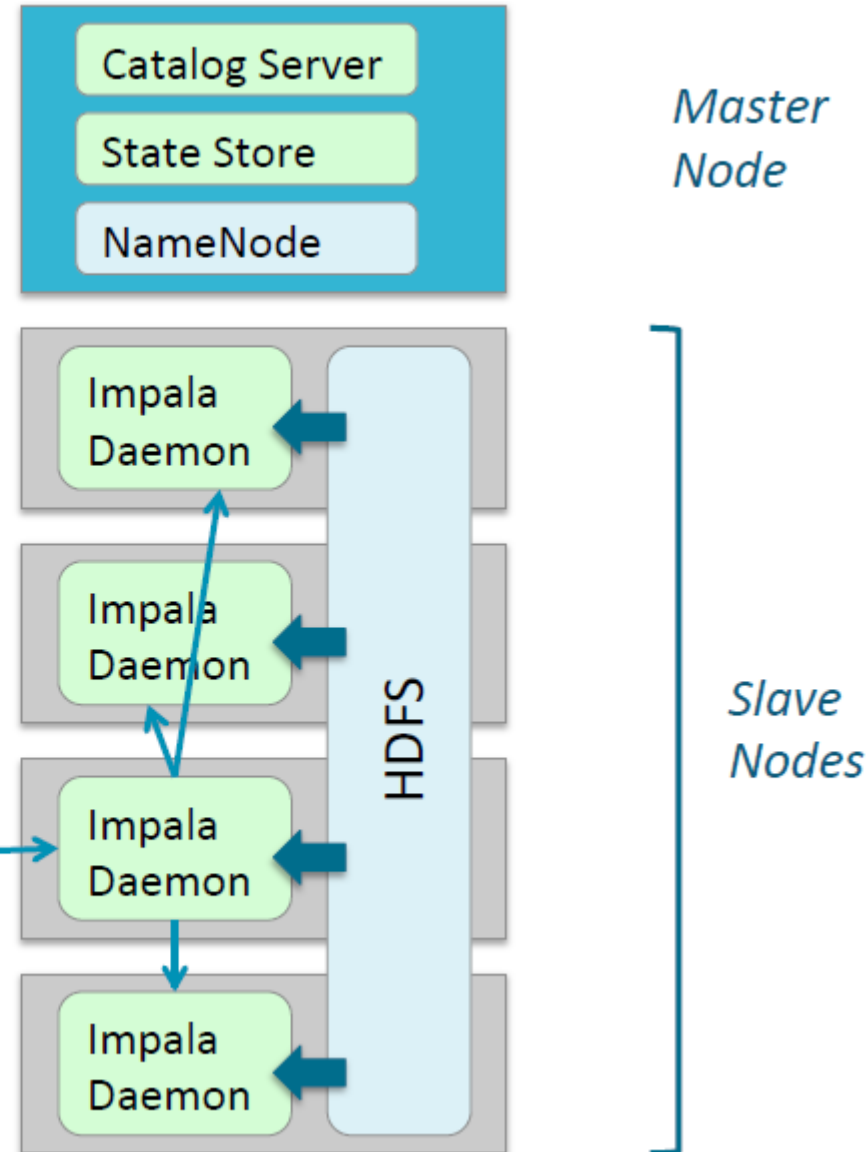 Catalog Server
State Store
NameNode
Master
Node
Impala
Daemon
Impala
Daemon
Impala
Daemon
Impala
Daemon
HDFS
Slave
Nodes